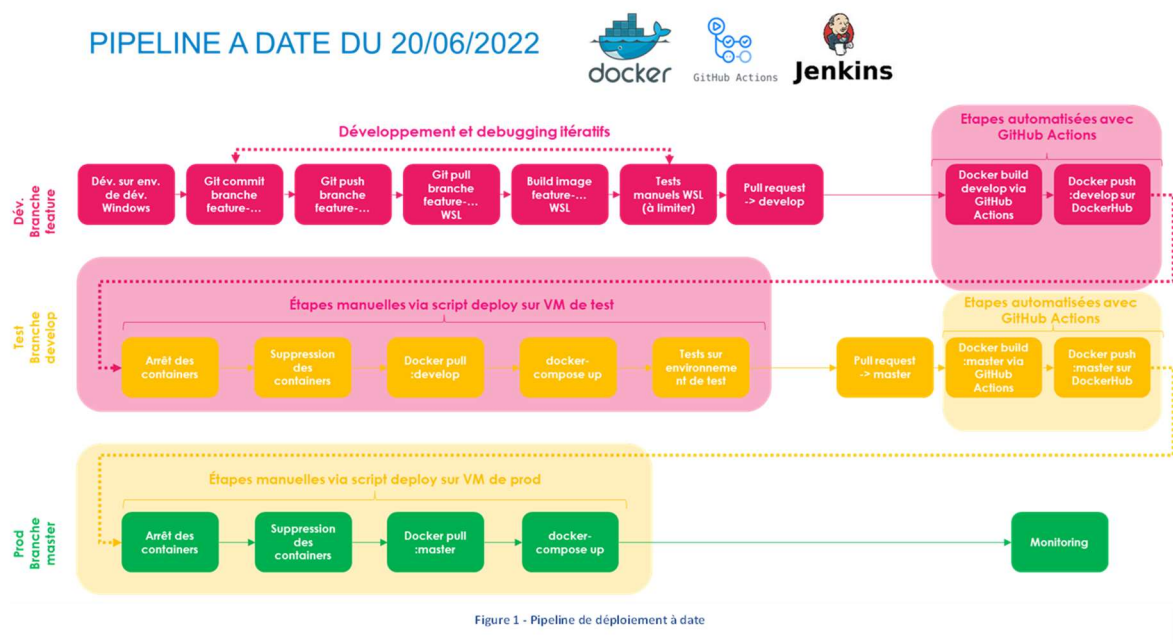 PIPELINE A DATE DU 20/06/2022
docker
GitHub Actions
Jenkins
Etapes automatisées avec
GitHub Actions
Développement et debugging itératifs
Dév.
Branche
feature
Dév. sur env.
de dév.
Windows
Git commit
branche
feature-...
Git push
branche
feature-...
Git pull
branche
feature-...
WSL
Build image
feature-...
WSL
Tests
manuels WSL
(à limiter)
Pull request
-> develop
Docker build
develop via
GitHub
Actions
Docker push
:develop sur
DockerHub
Étapes manuelles via script deploy sur VM de test
Etapes automatisées avec
GitHub Actions
Test
Branche
develop
Arrêt des
containers
Suppression
des
containers
Docker pull
:develop
docker-
compose up
Tests sur
environneme
nt de test
Pull request
-> master
Docker build
:master via
GitHub
Actions
Docker push
:master sur
DockerHub
Étapes manuelles via script deploy sur VM de prod
Prod
Branche
master
Arrêt des
containers
Suppression
des
containers
Docker pull
:master
docker-
compose up
Monitoring
Figure 1 - Pipeline de déploiement à date